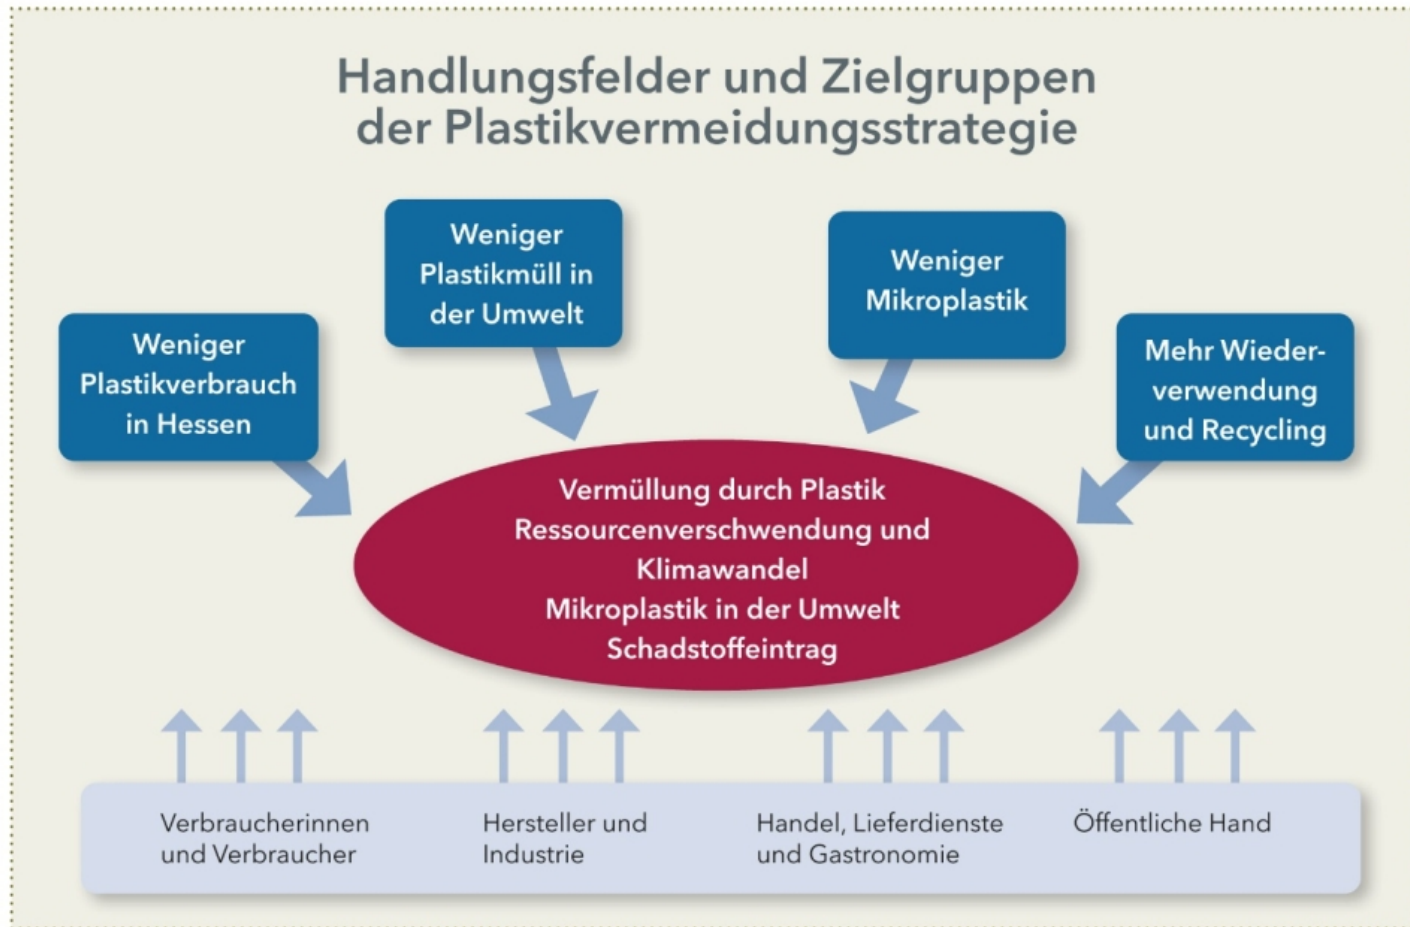 Handlungsfelder und Zielgruppen
der Plastikvermeidungsstrategie
Weniger
Plastikverbrauch
in Hessen
Weniger
Plastikmüll in
der Umwelt
Weniger
Mikroplastik
Mehr Wieder-
verwendung
und Recycling
Vermüllung durch Plastik
Ressourcenverschwendung und
Klimawandel
Mikroplastik in der Umwelt
Schadstoffeintrag
Verbraucherinnen
und Verbraucher
Hersteller und
Industrie
Handel, Lieferdienste
und Gastronomie
Öffentliche Hand